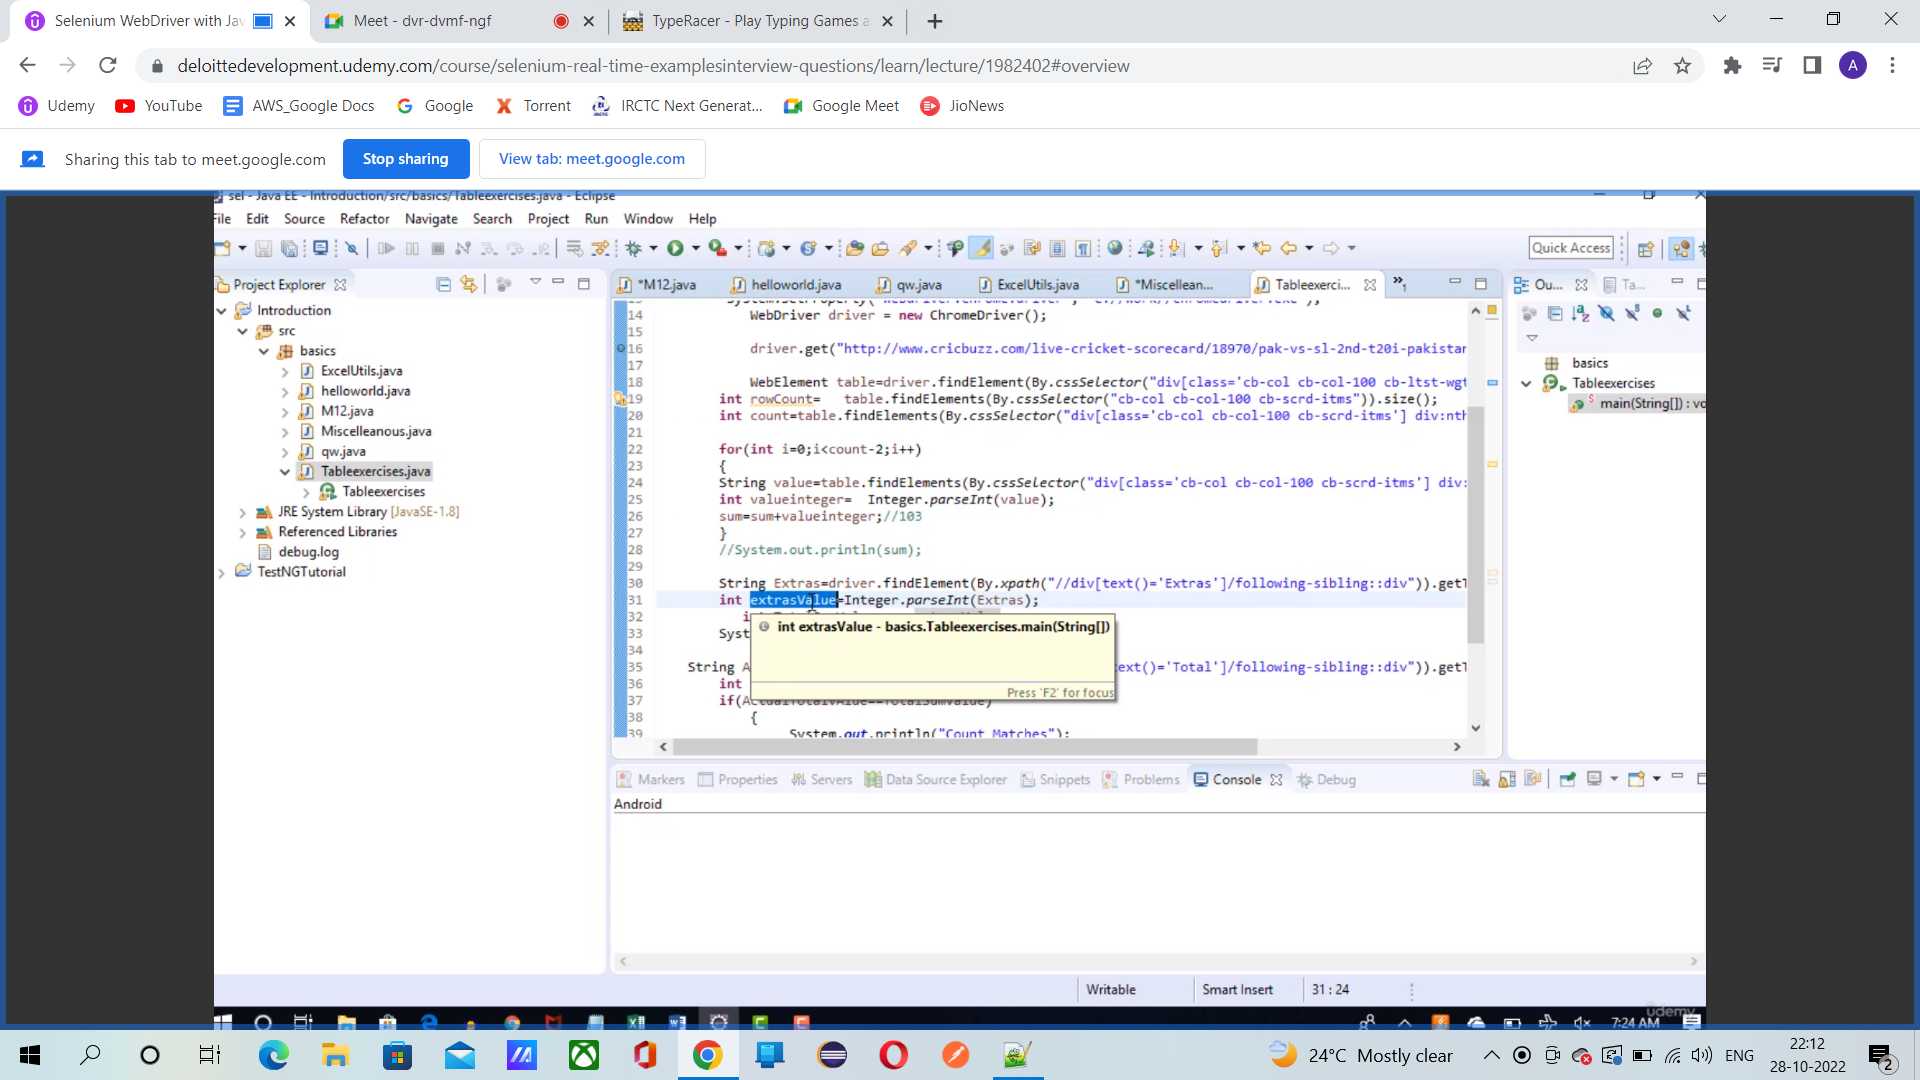 Selenium WebDriver with Jav
Meet - dvr-dvmf-ngf
TypeRacer - Play Typing Games a
deloittedevelopment.udemy.com/course/selenium-real-time-examplesinterview-questions/learn/lecture/1982402#overview
A
Udemy
YouTube
AWS_Google Docs
Google
Torrent
IRCTC Next Generat...
Google Meet
JioNews
Sharing this tab to meet.google.com
Stop sharing
View tab: meet.google.com
sel - Java EE - Introduction/src/basics/Tableexercises.java - Eclipse
File Edit Source Refactor Navigate Search Project Run Window Help
Quick Access
Project Explorer
Introduction
src
basics
ExcelUtils.java
helloworld.java
M12.java
Miscelleanous.java
qw.java
Tableexercises.java
Tableexercises
JRE System Library [JavaSE-1.8]
Referenced Libraries
debug.log
TestNGTutorial
*M12.java
helloworld.java
qw.java
ExcelUtils.java
*Miscellean...
Tableexerci...
14 WebDriver driver = new ChromeDriver();
15
16 driver.get("http://www.cricbuzz.com/live-cricket-scorecard/18970/pak-vs-sl-2nd-t20i-pakistan
17
18 WebElement table=driver.findElement(By.cssSelector("div[class='cb-col cb-col-100 cb-ltst-wgt
19 int rowCount= table.findElements(By.cssSelector("cb-col cb-col-100 cb-scrd-itms")).size();
20 int count=table.findElements(By.cssSelector("div[class='cb-col cb-col-100 cb-scrd-itms'] div:nth
21
22 for(int i=0;i<count-2;i++)
23 {
24 String value=table.findElements(By.cssSelector("div[class='cb-col cb-col-100 cb-scrd-itms'] div:
25 int valueinteger= Integer.parseInt(value);
26 sum=sum+valueinteger;//103
27 }
28 //System.out.println(sum);
29
30 String Extras=driver.findElement(By.xpath("//div[text()='Extras']/following-sibling::div")).getT
31 int extrasValue=Integer.parseInt(Extras);
32
33 Syst
34
35 String A ext()='Total']/following-sibling::div")).getT
36 int
37 if(ActualTotalvAlue==TotalSumValue)
38 {
39 System.out.println("Count Matches");
int extrasValue - basics.Tableexercises.main(String[])
Press 'F2' for focus
Ou...
Ta...
basics
Tableexercises
main(String[]) : vo
Markers
Properties
Servers
Data Source Explorer
Snippets
Problems
Console
Debug
Android
Writable
Smart Insert
31 : 24
udemy
7:24 AM
24°C Mostly clear
ENG
22:12
28-10-2022
2